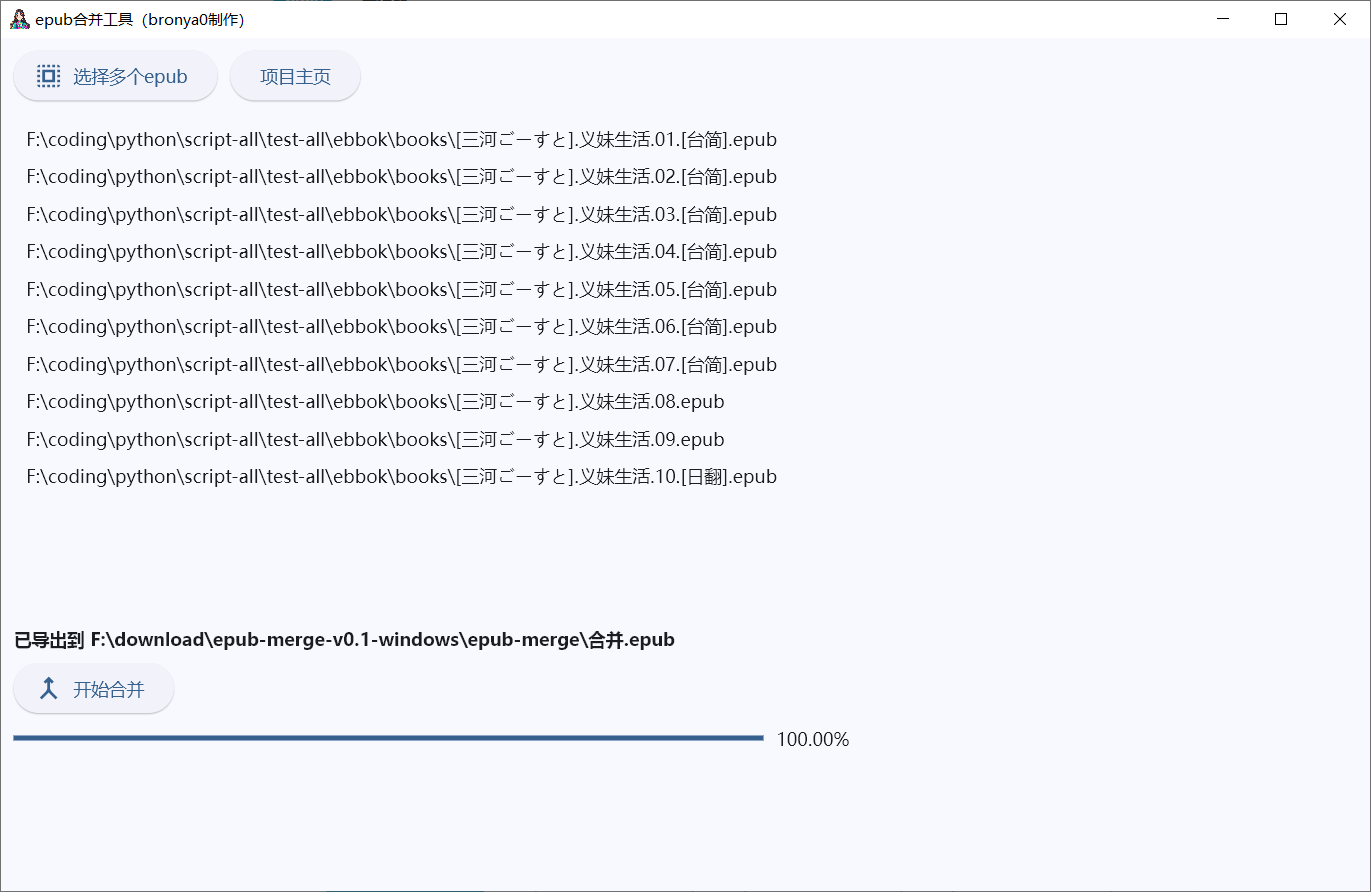 epub合并工具（bronya0制作）
选择多个epub 项目主页
F:\coding\python\script-all\test-all\ebbok\books\[三河ごーすと].义妹生活.01.[台简].epub
F:\coding\python\script-all\test-all\ebbok\books\[三河ごーすと].义妹生活.02.[台简].epub
F:\coding\python\script-all\test-all\ebbok\books\[三河ごーすと].义妹生活.03.[台简].epub
F:\coding\python\script-all\test-all\ebbok\books\[三河ごーすと].义妹生活.04.[台简].epub
F:\coding\python\script-all\test-all\ebbok\books\[三河ごーすと].义妹生活.05.[台简].epub
F:\coding\python\script-all\test-all\ebbok\books\[三河ごーすと].义妹生活.06.[台简].epub
F:\coding\python\script-all\test-all\ebbok\books\[三河ごーすと].义妹生活.07.[台简].epub
F:\coding\python\script-all\test-all\ebbok\books\[三河ごーすと].义妹生活.08.epub
F:\coding\python\script-all\test-all\ebbok\books\[三河ごーすと].义妹生活.09.epub
F:\coding\python\script-all\test-all\ebbok\books\[三河ごーすと].义妹生活.10.[日翻].epub
已导出到 F:\download\epub-merge-v0.1-windows\epub-merge\合并.epub
开始合并
100.00%